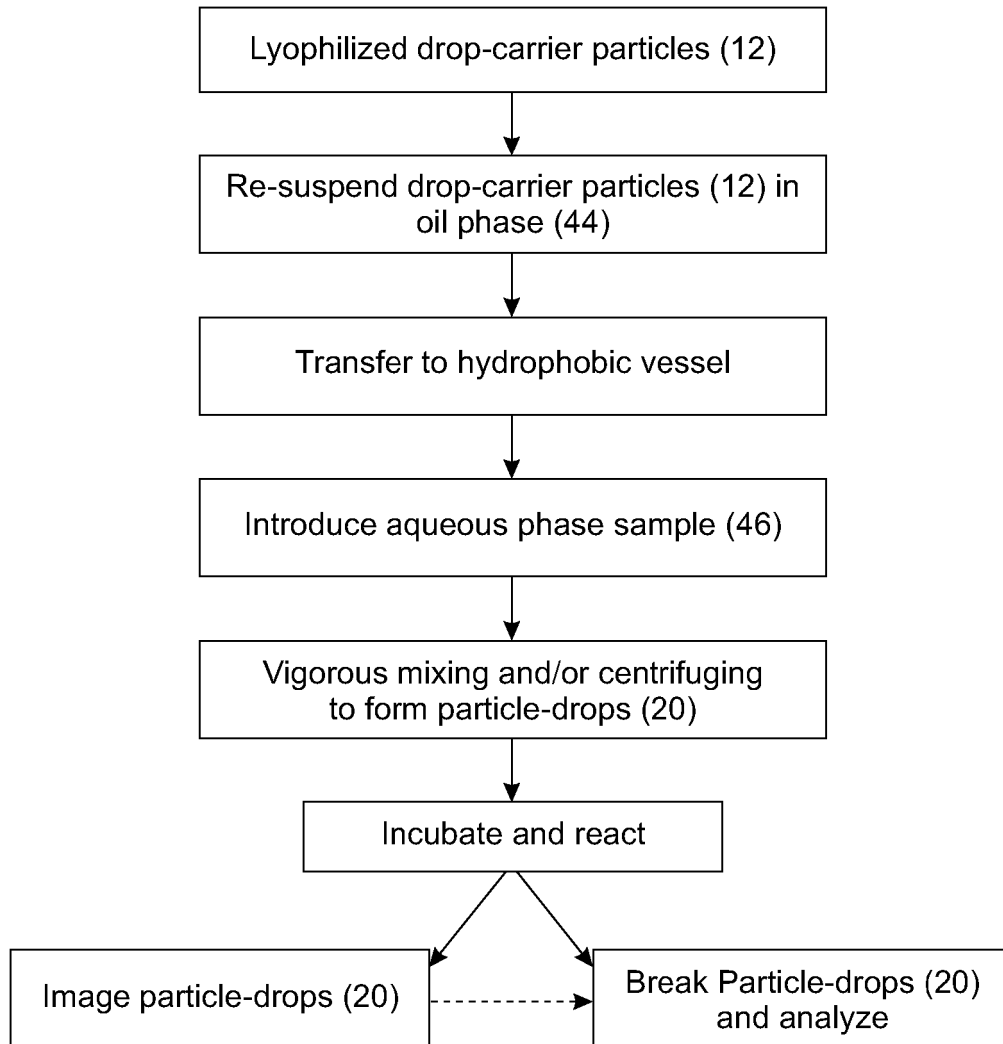 Lyophilized drop-carrier particles (12)
Re-suspend drop-carrier particles (12) in
oil phase (44)
Transfer to hydrophobic vessel
Introduce aqueous phase sample (46)
Vigorous mixing and/or centrifuging
to form particle-drops (20)
Incubate and react
Image particle-drops (20)
Break Particle-drops (20)
and analyze